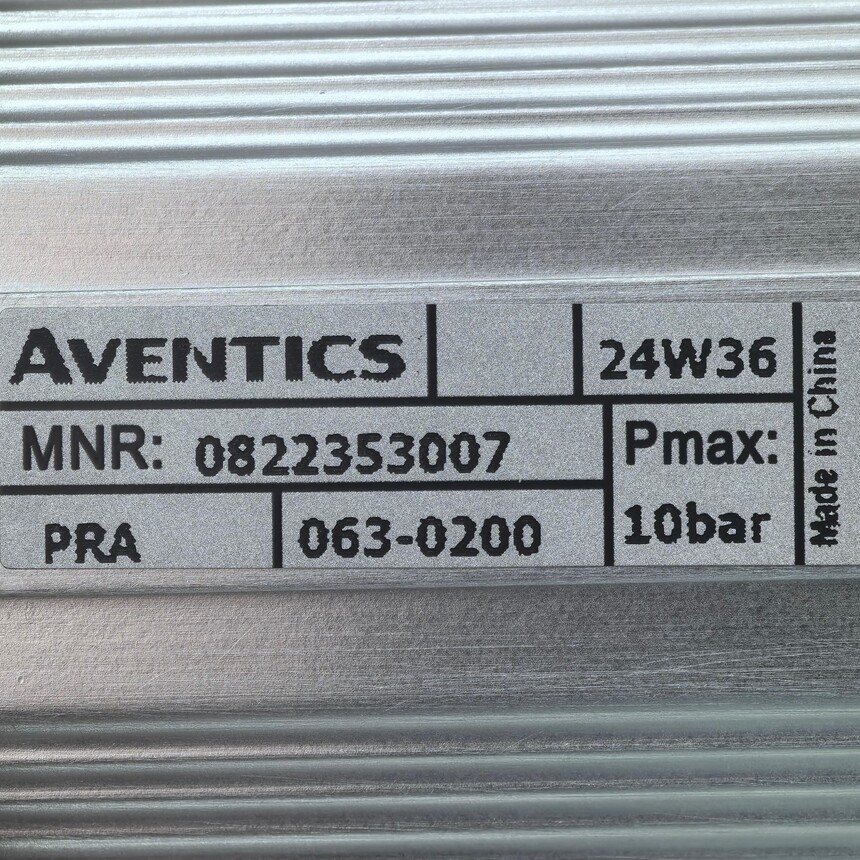 AVENTICS
24W36
MNR: 0822353007
Pmax:
10bar
PRA
063-0200
Made in China